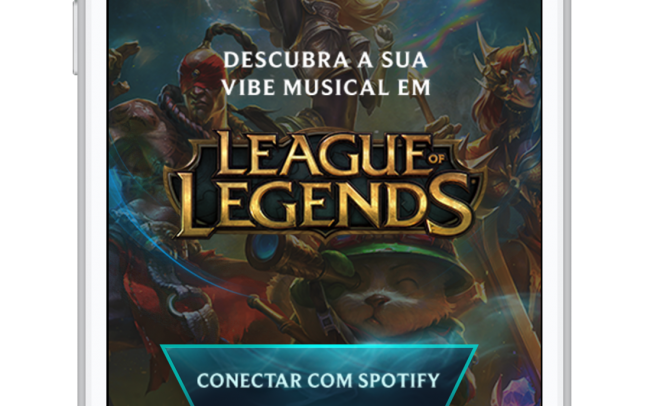 DESCUBRA A SUA
VIBE MUSICAL EM
LEAGUE OF
LEGENDS
CONECTAR COM SPOTIFY